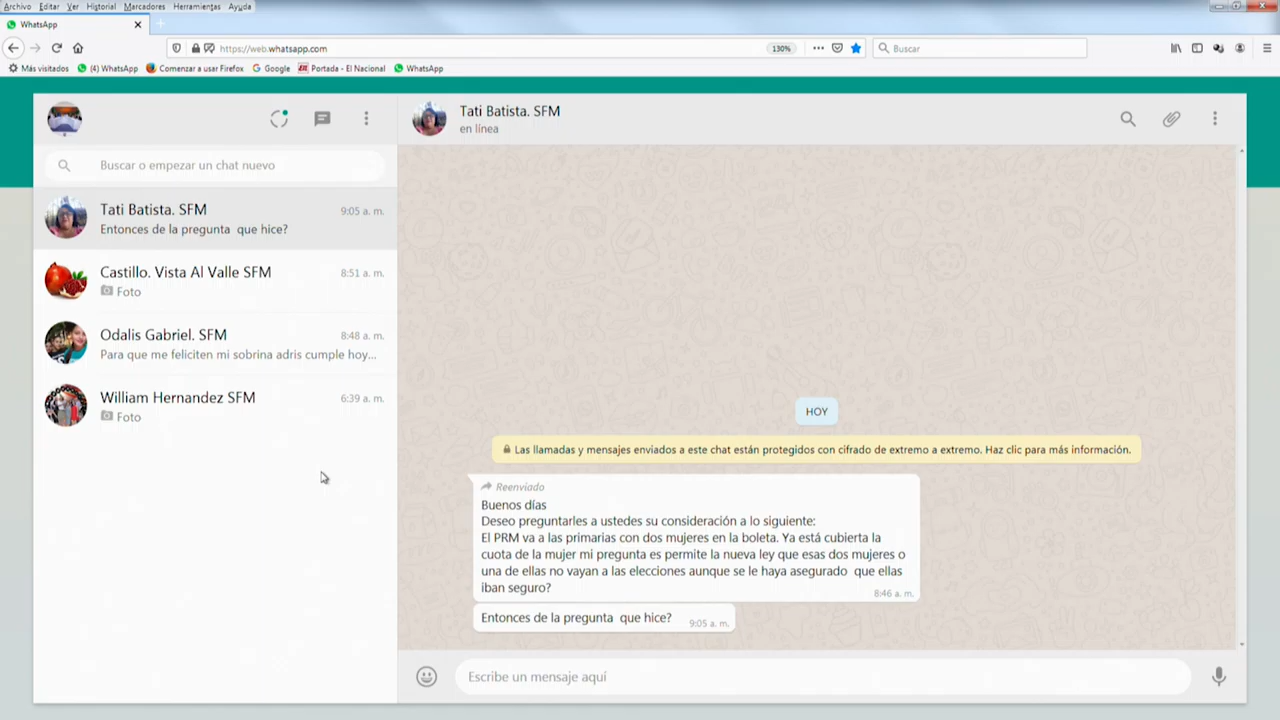 Archivo Editar Ver Historial Marcadores Herramientas Ayuda
WhatsApp
https://web.whatsapp.com
130%
Buscar
Más visitados (4) WhatsApp Comenzar a usar Firefox Google Portada - El Nacional WhatsApp
Buscar o empezar un chat nuevo
Tati Batista. SFM 9:05 a. m.
Entonces de la pregunta que hice?
Castillo. Vista Al Valle SFM 8:51 a. m.
Foto
Odalis Gabriel. SFM 8:48 a. m.
Para que me feliciten mi sobrina adris cumple hoy...
William Hernandez SFM 6:39 a. m.
Foto
Tati Batista. SFM
en línea
HOY
Las llamadas y mensajes enviados a este chat están protegidos con cifrado de extremo a extremo. Haz clic para más información.
Reenviado
Buenos días
Deseo preguntarles a ustedes su consideración a lo siguiente:
El PRM va a las primarias con dos mujeres en la boleta. Ya está cubierta la
cuota de la mujer mi pregunta es permite la nueva ley que esas dos mujeres o
una de ellas no vayan a las elecciones aunque se le haya asegurado que ellas
iban seguro?
8:46 a. m.
Entonces de la pregunta que hice? 9:05 a. m.
Escribe un mensaje aquí